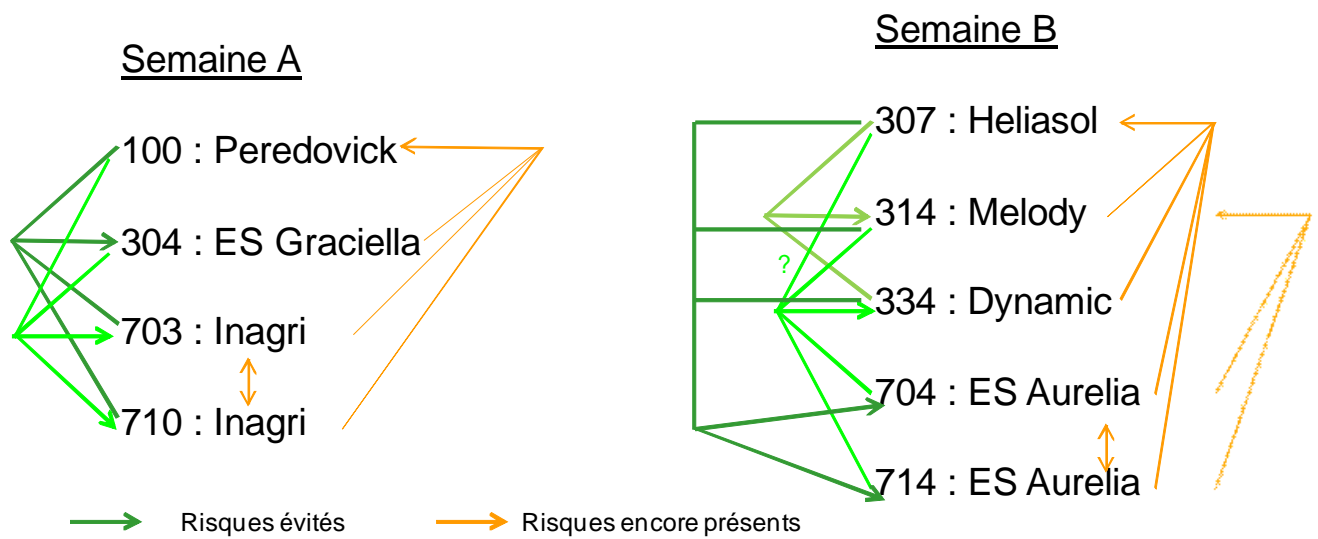 Semaine A
100 : Peredovick
304 : ES Graciella
703 : Inagri
710 : Inagri
Semaine B
307 : Heliasol
314 : Melody
?
334 : Dynamic
704 : ES Aurelia
714 : ES Aurelia
Risques évités
Risques encore présents